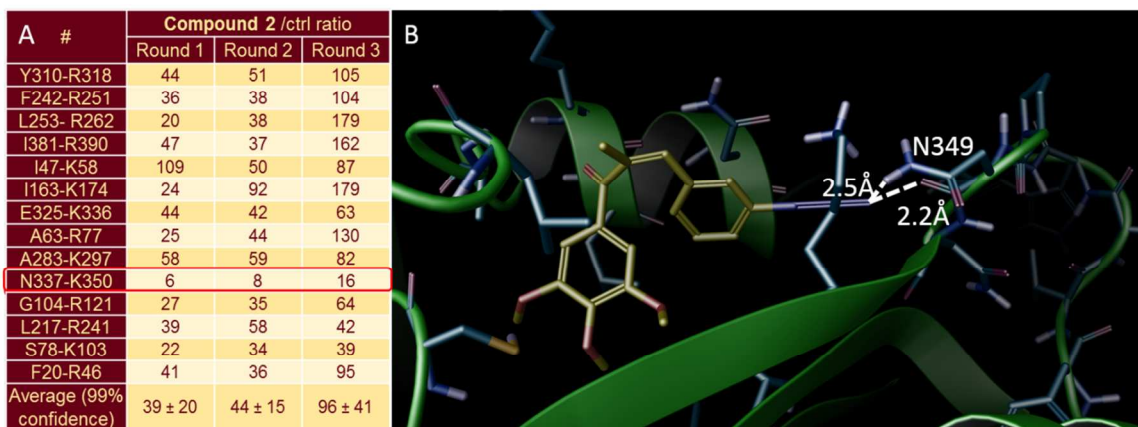 A
#
Compound 2 /ctrl ratio
Round 1 Round 2 Round 3
Y310-R318 44 51 105
F242-R251 36 38 104
L253- R262 20 38 179
I381-R390 47 37 162
I47-K58 109 50 87
I163-K174 24 92 179
E325-K336 44 42 63
A63-R77 25 44 130
A283-K297 58 59 82
N337-K350 6 8 16
G104-R121 27 35 64
L217-R241 39 58 42
S78-K103 22 34 39
F20-R46 41 36 95
Average (99%
confidence) 39 ± 20 44 ± 15 96 ± 41
B
N349
2.5Å
2.2Å